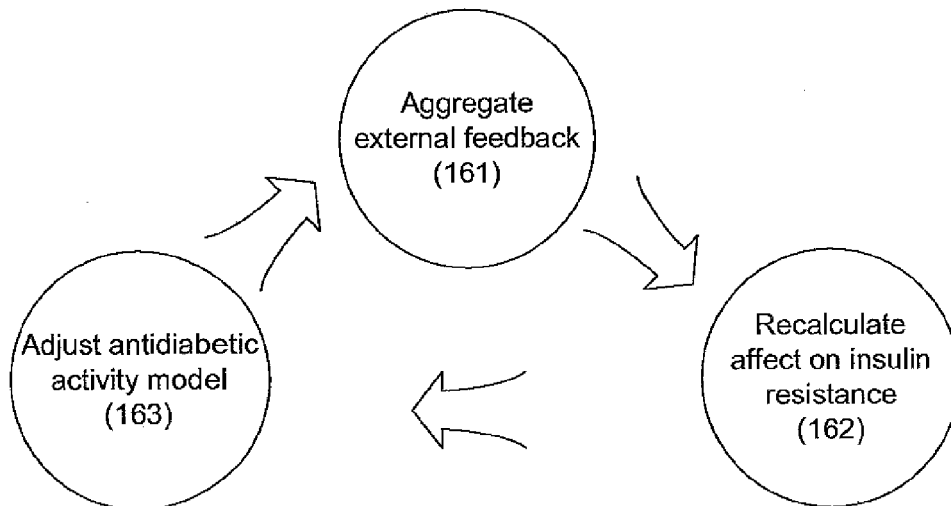 Aggregate
external feedback
(161)
Recalculate
affect on insulin
resistance
(162)
Adjust antidiabetic
activity model
(163)